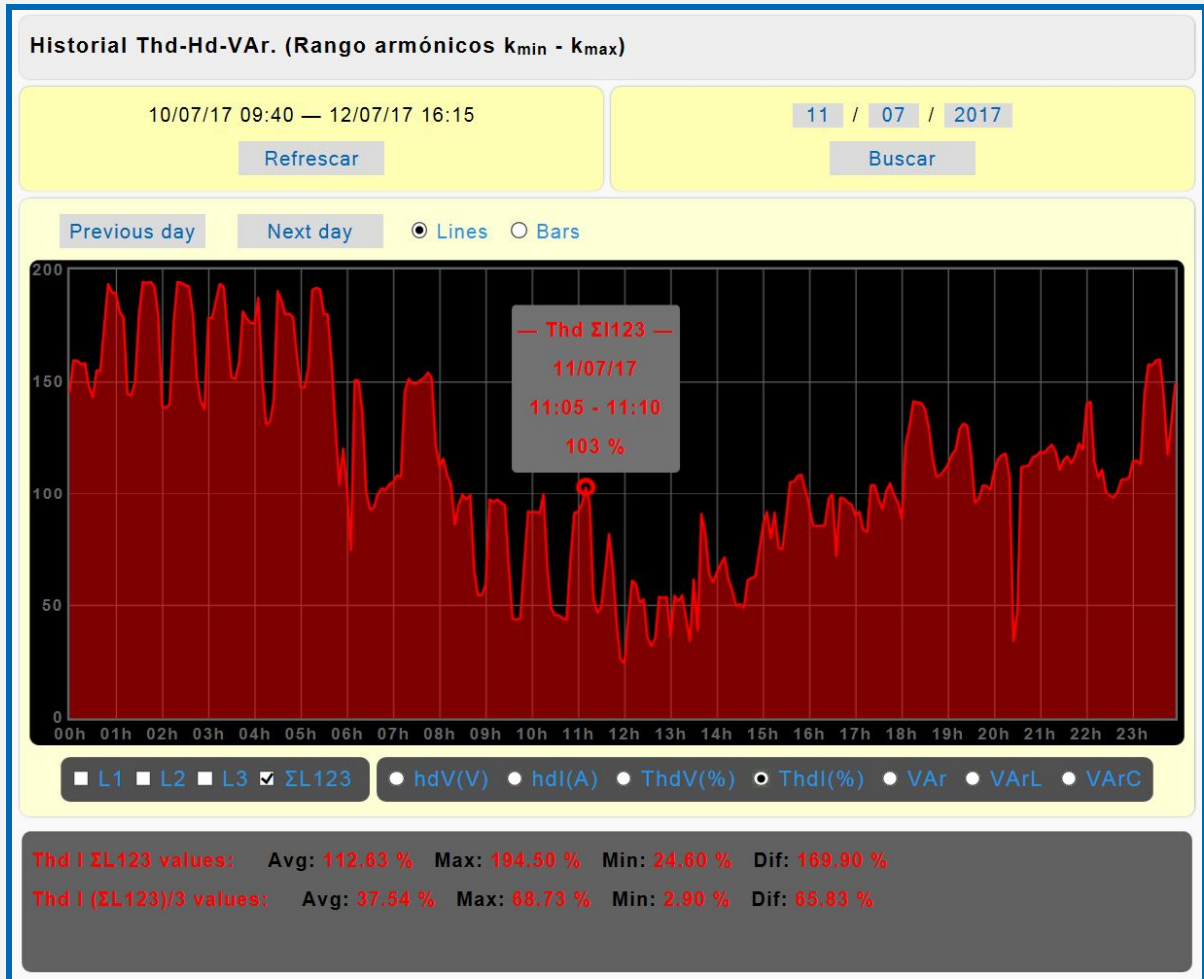 Historial Thd-Hd-VAr. (Rango armónicos kmin - kmax)
10/07/17 09:40 — 12/07/17 16:15
Refrescar
11 / 07 / 2017
Buscar
Previous day Next day Lines Bars
200
150
100
50
0
— Thd ΣI123 —
11/07/17
11:05 - 11:10
103 %
00h 01h 02h 03h 04h 05h 06h 07h 08h 09h 10h 11h 12h 13h 14h 15h 16h 17h 18h 19h 20h 21h 22h 23h
L1 L2 L3 ΣL123 hdV(V) hdI(A) ThdV(%) ThdI(%) VAr VArL VArC
Thd I ΣL123 values: Avg: 112.63 % Max: 194.50 % Min: 24.60 % Dif: 169.90 %
Thd I (ΣL123)/3 values: Avg: 37.54 % Max: 68.73 % Min: 2.90 % Dif: 65.83 %